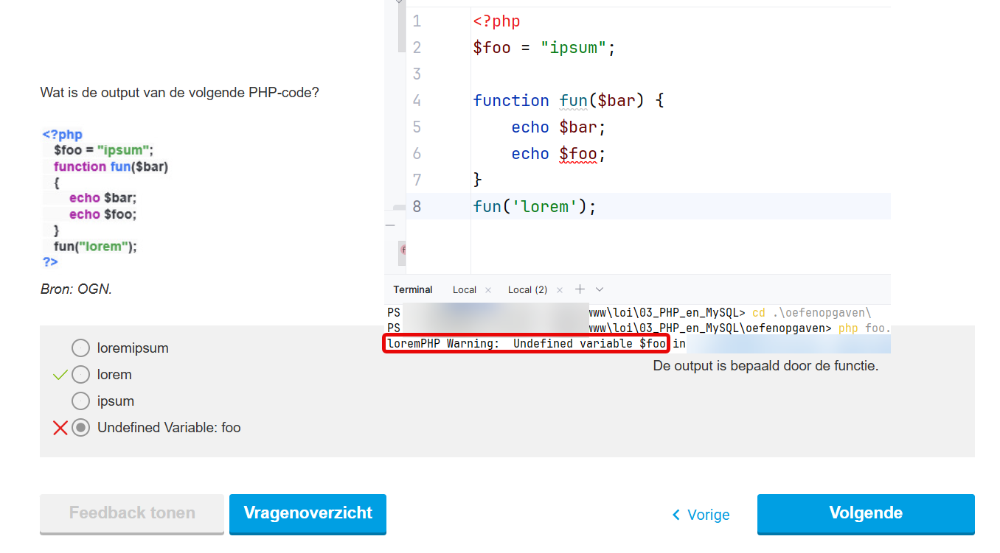 Wat is de output van de volgende PHP-code?
<?php
$foo = "ipsum";
function fun($bar)
{
echo $bar;
echo $foo;
}
fun("lorem");
?>
Bron: OGN.
1 <?php
2 $foo = "ipsum";
3
4 function fun($bar) {
5 echo $bar;
6 echo $foo;
7 }
8 fun('lorem');
Terminal Local × Local (2) ×
PS www\loi\03_PHP_en_MySQL> cd .\oefenopgaven\
PS www\loi\03_PHP_en_MySQL\oefenopgaven> php foo.
loremPHP Warning:  Undefined variable $foo in
De output is bepaald door de functie.
loremipsum
lorem
ipsum
Undefined Variable: foo
Feedback tonen
Vragenoverzicht
Vorige
Volgende